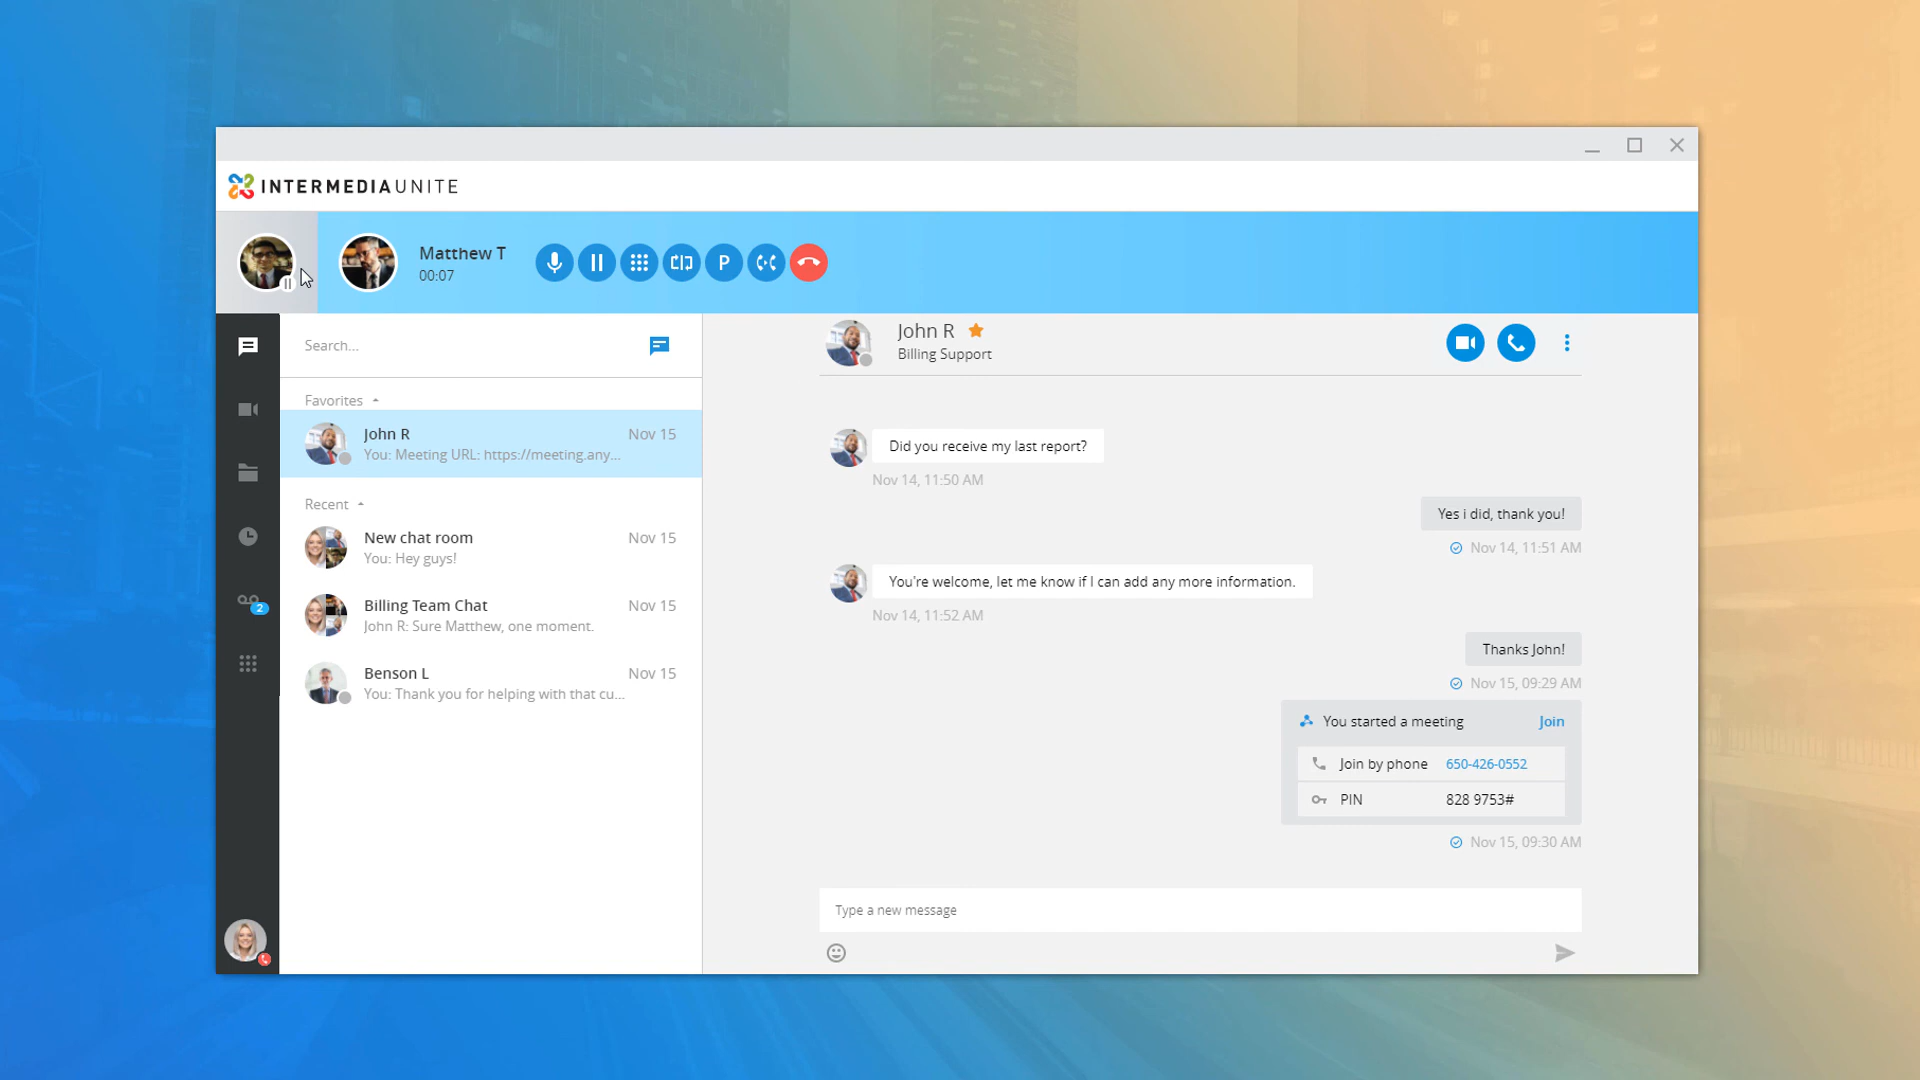 INTERMEDIA UNITE
Matthew T
00:07
P
Search...
Favorites
John R
Nov 15
You: Meeting URL: https://meeting.any...
Recent
New chat room
Nov 15
You: Hey guys!
Billing Team Chat
Nov 15
John R: Sure Matthew, one moment.
Benson L
Nov 15
You: Thank you for helping with that cu...
2
John R
Billing Support
Did you receive my last report?
Nov 14, 11:50 AM
Yes i did, thank you!
Nov 14, 11:51 AM
You're welcome, let me know if I can add any more information.
Nov 14, 11:52 AM
Thanks John!
Nov 15, 09:29 AM
You started a meeting Join
Join by phone 650-426-0552
PIN 828 9753#
Nov 15, 09:30 AM
Type a new message